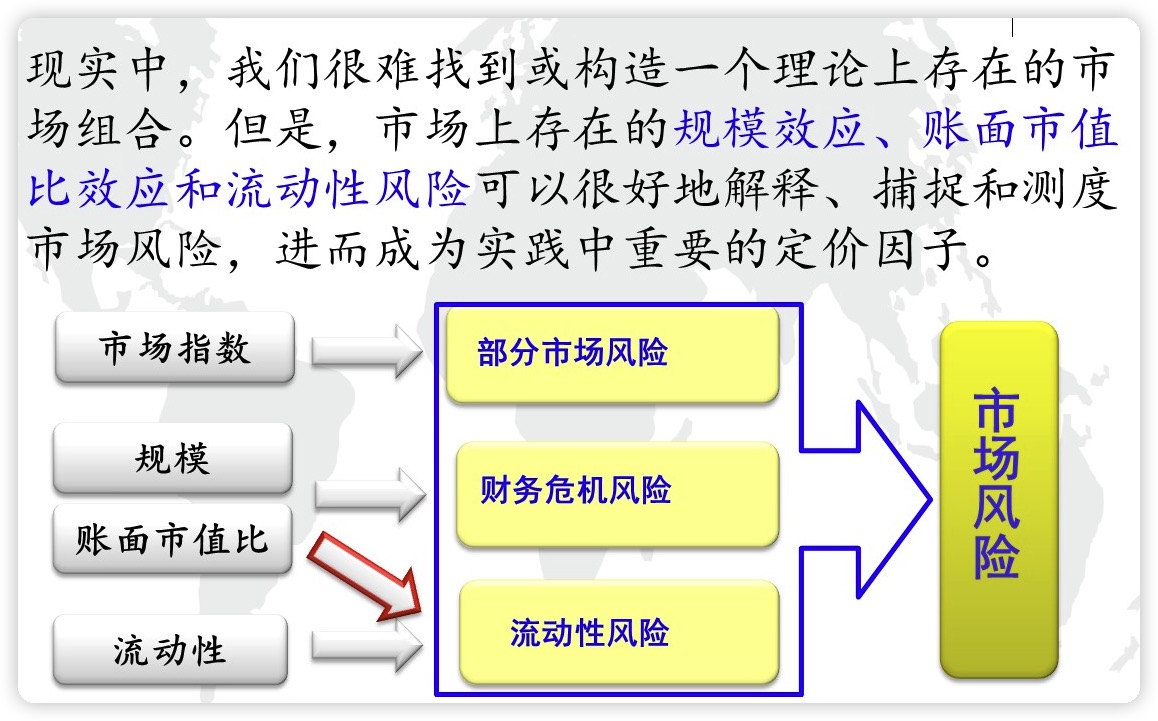 现实中，我们很难找到或构造一个理论上存在的市
场组合。但是，市场上存在的规模效应、账面市值
比效应和流动性风险可以很好地解释、捕捉和测度
市场风险，进而成为实践中重要的定价因子。
市场指数
部分市场风险
规模
账面市值比
财务危机风险
流动性
流动性风险
市场风险